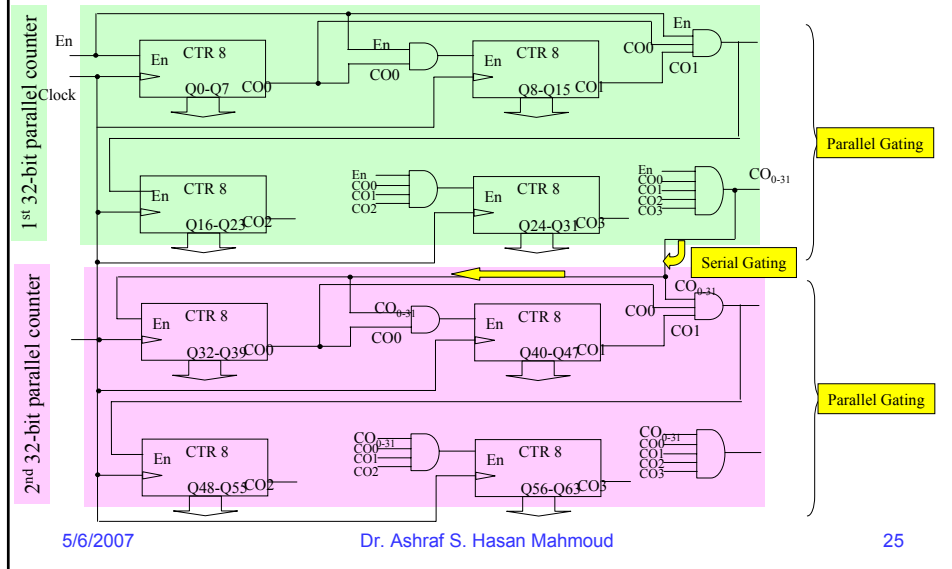 1st 32-bit parallel counter
En
En
CTR 8
Q0-Q7
CO0
Clock
En
CO0
En
CTR 8
Q8-Q15
CO1
En
CO0
CO1
Parallel Gating
En
CTR 8
Q16-Q23
CO2
En
CO0
CO1
CO2
En
CTR 8
Q24-Q31
CO3
En
CO0
CO1
CO2
CO3
CO0-31
Serial Gating
2nd 32-bit parallel counter
En
CTR 8
Q32-Q39
CO0
CO0-31
CO0
En
CTR 8
Q40-Q47
CO1
CO0-31
CO0
CO1
Parallel Gating
En
CTR 8
Q48-Q55
CO2
CO0-31
CO0
CO1
CO2
En
CTR 8
Q56-Q63
CO3
CO0-31
CO0
CO1
CO2
CO3
5/6/2007
Dr. Ashraf S. Hasan Mahmoud
25